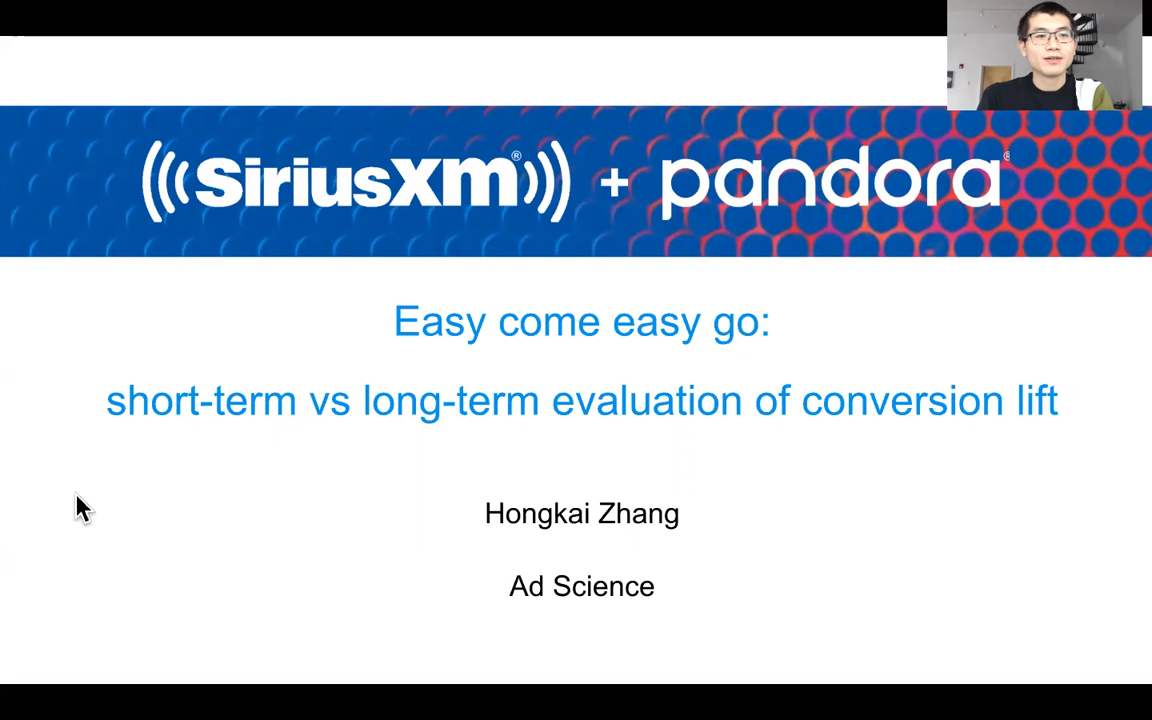 SiriusXM® + pandora®
Easy come easy go:
short-term vs long-term evaluation of conversion lift
Hongkai Zhang
Ad Science